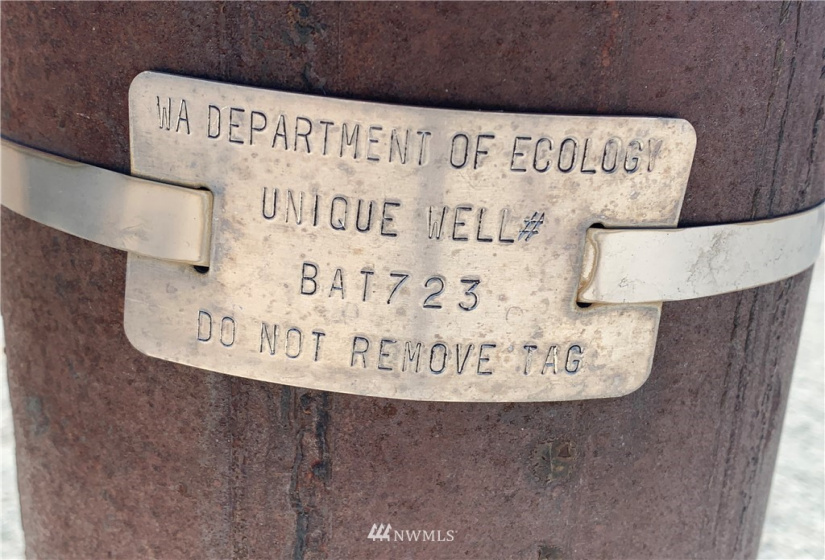 WA DEPARTMENT OF ECOLOGY
UNIQUE WELL#
BAT723
DO NOT REMOVE TAG
NWMLS